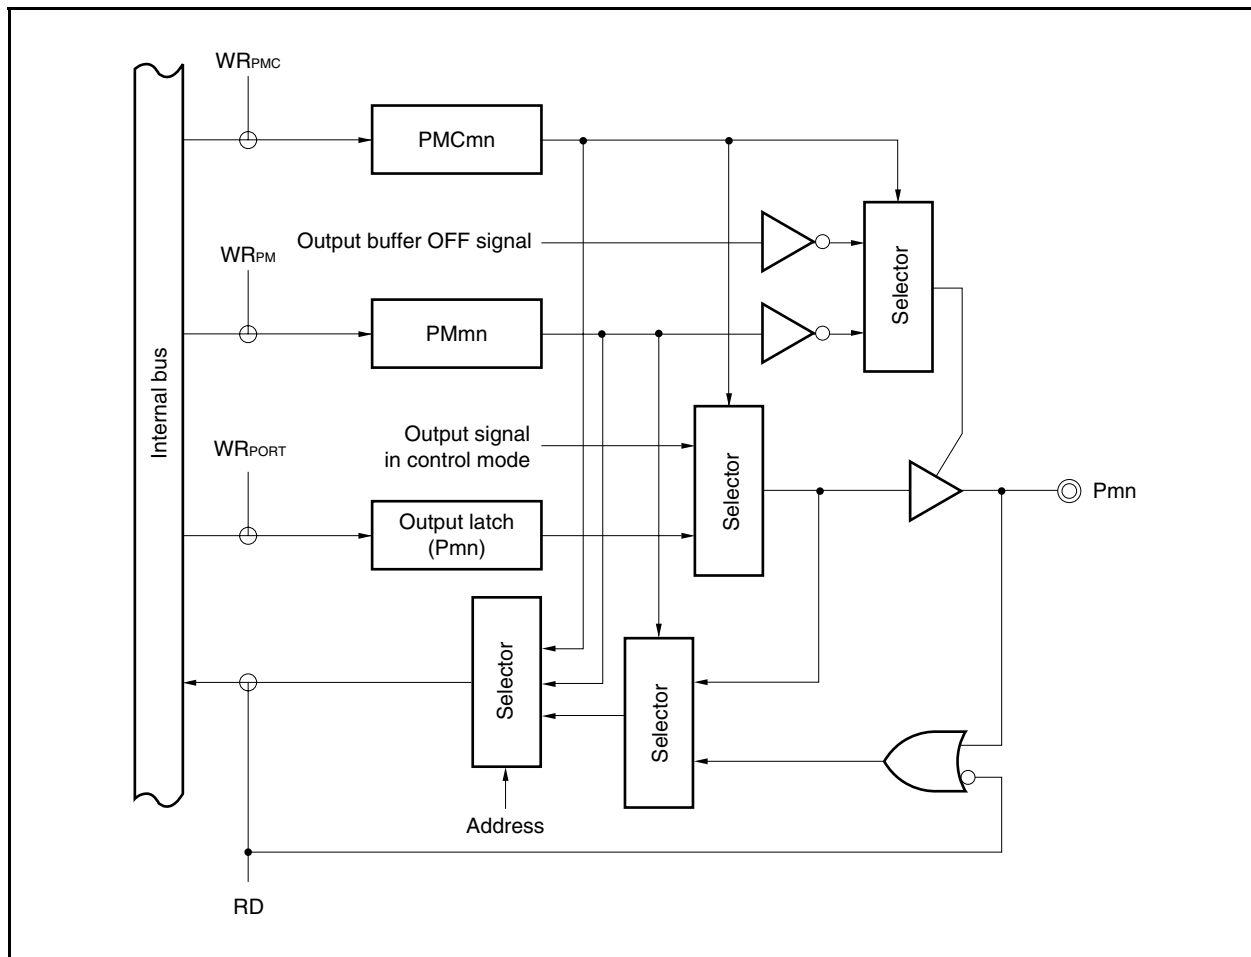 WRPMC
PMCmn
Output buffer OFF signal
Selector
WRPM
PMmn
Internal bus
Output signal
in control mode
Selector
WRPORT
Output latch
(Pmn)
Pmn
Selector
Selector
Address
RD